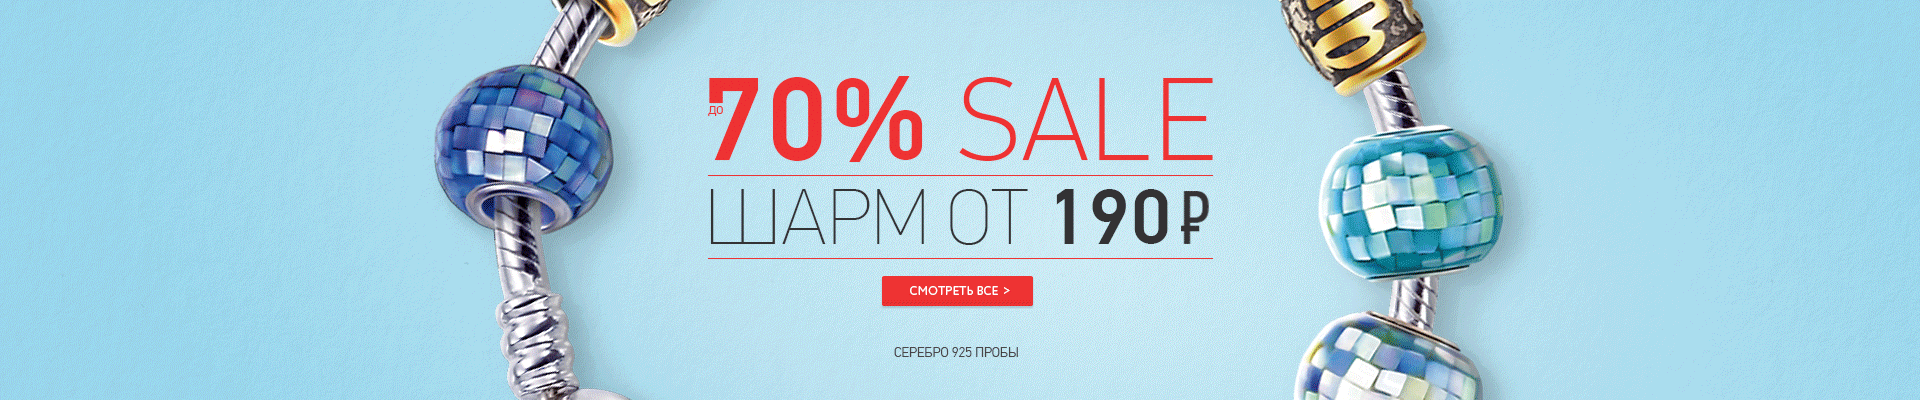 до 70% SALE
ШАРМ ОТ 190₽
СМОТРЕТЬ ВСЕ >
СЕРЕБРО 925 ПРОБЫ